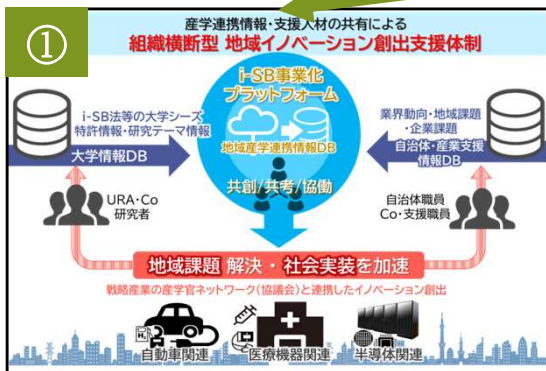 ①
産学連携情報・支援人材の共有による
組織横断型 地域イノベーション創出支援体制
i-SB事業化
プラットフォーム
地域産学連携情報DB
共創/共考/協働
i-SB法等の大学シーズ
特許情報・研究テーマ情報
大学情報DB
業界動向・地域課題
・企業課題
自治体・産業支援
情報DB
URA・Co
研究者
自治体職員
Co・支援職員
地域課題 解決・社会実装を加速
戦略産業の産学官ネットワーク(協議会)と連携したイノベーション創出
自動車関連
医療機器関連
半導体関連